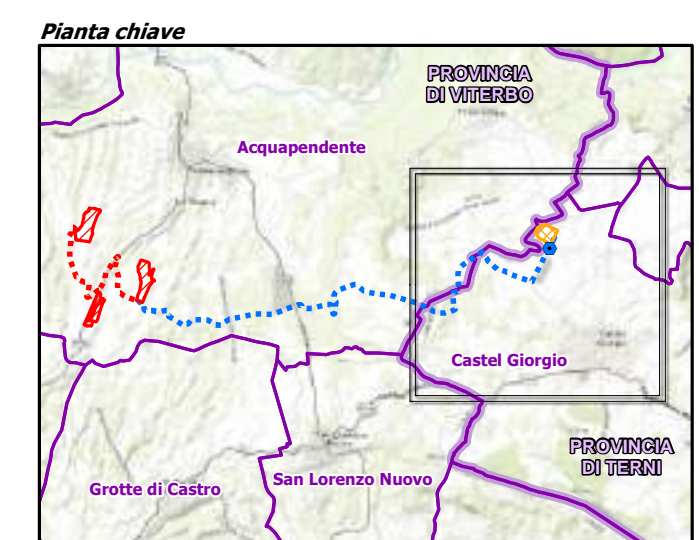 Pianta chiave
PROVINCIA
DI VITERBO
Acquapendente
Castel Giorgio
PROVINCIA
DI TERNI
San Lorenzo Nuovo
Grotte di Castro